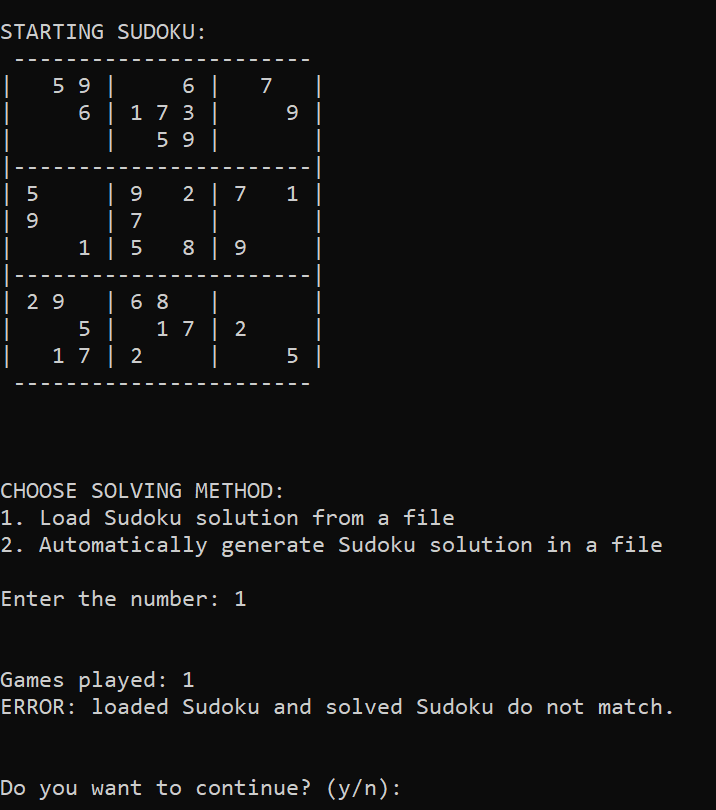 STARTING SUDOKU:
 -----------------------
|   5 9 |     6 |   7   |
|     6 | 1 7 3 |     9 |
|       |   5 9 |       |
|-----------------------|
| 5     | 9   2 | 7   1 |
| 9     | 7     |       |
|     1 | 5   8 | 9     |
|-----------------------|
| 2 9   | 6 8   |       |
|     5 |   1 7 | 2     |
|   1 7 | 2     |     5 |
 -----------------------
CHOOSE SOLVING METHOD:
1. Load Sudoku solution from a file
2. Automatically generate Sudoku solution in a file
Enter the number: 1
Games played: 1
ERROR: loaded Sudoku and solved Sudoku do not match.
Do you want to continue? (y/n):